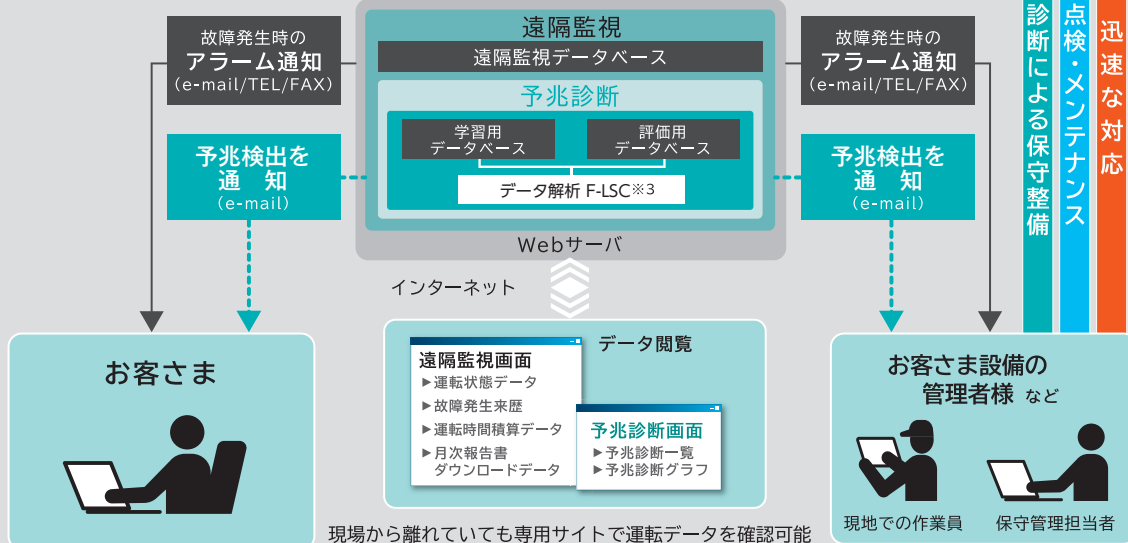 故障発生時の
アラーム通知
(e-mail/TEL/FAX)
予兆検出を
通　知
(e-mail)
遠隔監視
遠隔監視データベース
予兆診断
学習用
データベース
評価用
データベース
データ解析 F-LSC※3
Webサーバ
インターネット
故障発生時の
アラーム通知
(e-mail/TEL/FAX)
予兆検出を
通　知
(e-mail)
診断による保守整備
点検・メンテナンス
迅速な対応
お客さま
データ閲覧
遠隔監視画面
▶運転状態データ
▶故障発生来歴
▶運転時間積算データ
▶月次報告書
ダウンロードデータ
予兆診断画面
▶予兆診断一覧
▶予兆診断グラフ
お客さま設備の
管理者様 など
現地での作業員
保守管理担当者
現場から離れていても専用サイトで運転データを確認可能